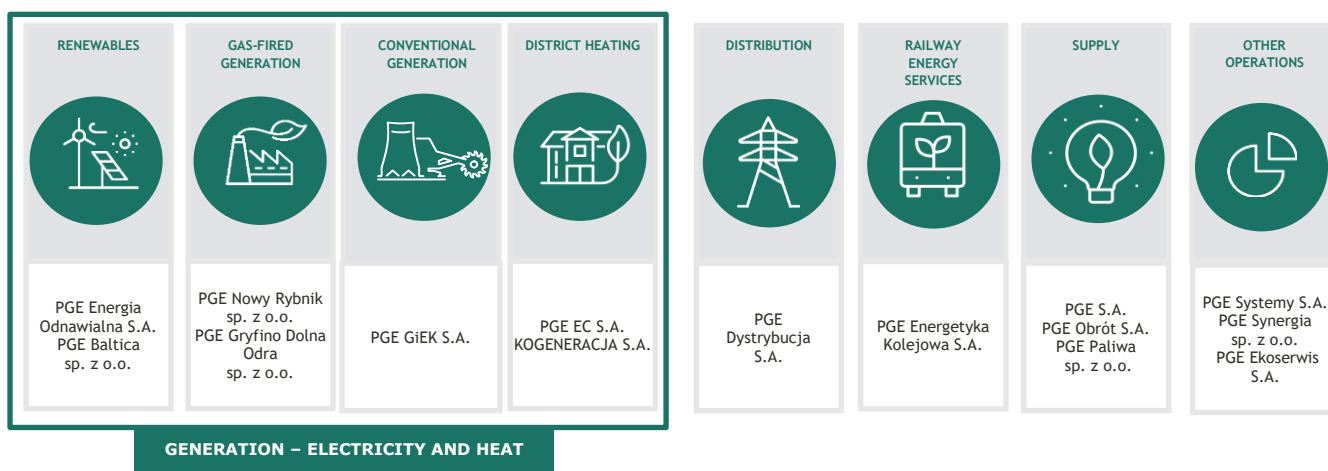 RENEWABLES
PGE Energia
Odnawialna S.A.
PGE Baltica
sp. z o.o.
GAS-FIRED
GENERATION
PGE Nowy Rybnik
sp. z o.o.
PGE Gryfino Dolna
Odra
sp. z o.o.
CONVENTIONAL
GENERATION
PGE GiEK S.A.
DISTRICT HEATING
PGE EC S.A.
KOGENERACJA S.A.
GENERATION – ELECTRICITY AND HEAT
DISTRIBUTION
PGE
Dystrybucja
S.A.
RAILWAY
ENERGY
SERVICES
PGE Energetyka
Kolejowa S.A.
SUPPLY
PGE S.A.
PGE Obrót S.A.
PGE Paliwa
sp. z o.o.
OTHER
OPERATIONS
PGE Systemy S.A.
PGE Synergia
sp. z o.o.
PGE Ekoserwis
S.A.